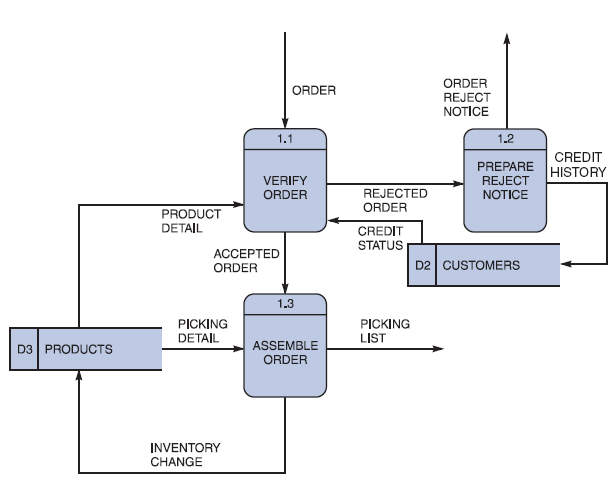 ORDER
ORDER
REJECT
NOTICE
1.1
VERIFY
ORDER
1.2
PREPARE
REJECT
NOTICE
CREDIT
HISTORY
REJECTED
ORDER
PRODUCT
DETAIL
CREDIT
STATUS
ACCEPTED
ORDER
D2 CUSTOMERS
1.3
ASSEMBLE
ORDER
PICKING
DETAIL
PICKING
LIST
D3 PRODUCTS
INVENTORY
CHANGE